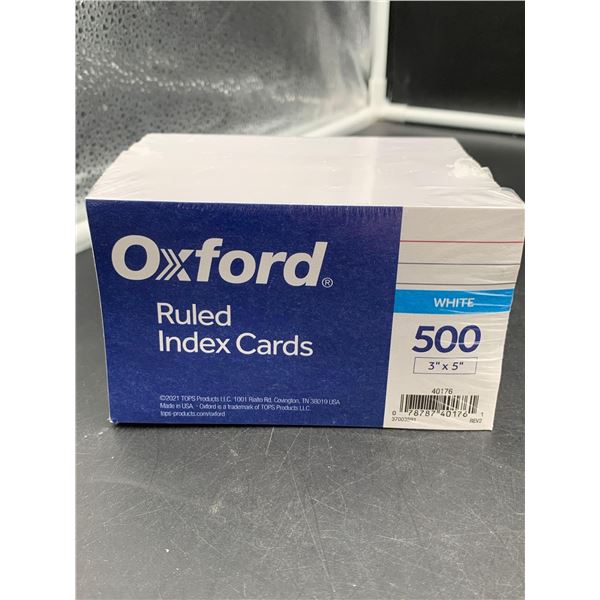 Oxford®
Ruled
Index Cards
©2021 TOPS Products LLC. 1001 Rialto Rd, Covington, TN 38019 USA
Made in USA · Oxford is a trademark of TOPS Products LLC.
tops-products.com/oxford
WHITE
500
3" x 5"
40176
0 78787 40176 1
REV2